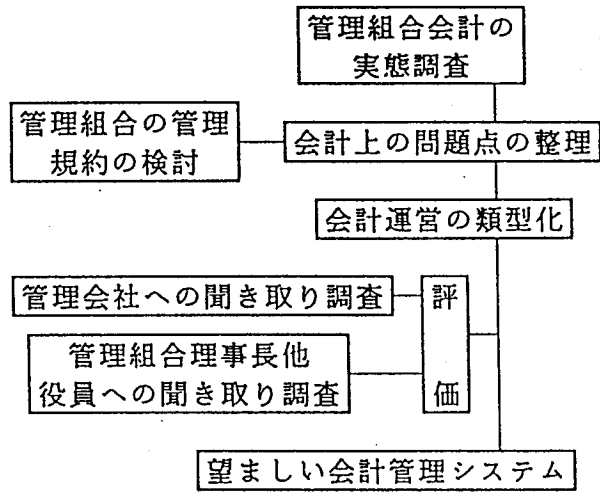 管理組合会計の
実態調査
管理組合の管理
規約の検討
会計上の問題点の整理
会計運営の類型化
管理会社への聞き取り調査
管理組合理事長他
役員への聞き取り調査
評
価
望ましい会計管理システム